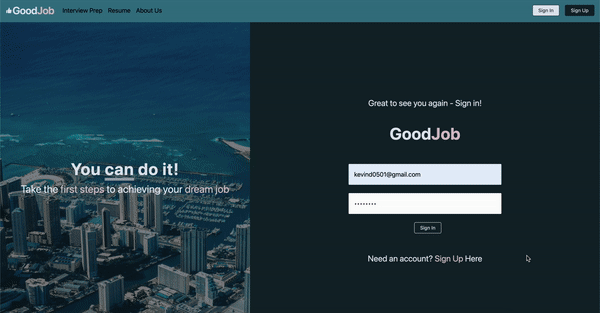 GoodJob Interview Prep Resume About Us Sign In Sign Up
You can do it!
Take the first steps to achieving your dream job
Great to see you again - Sign in!
GoodJob
kevind0501@gmail.com
••••••••
Sign In
Need an account? Sign Up Here